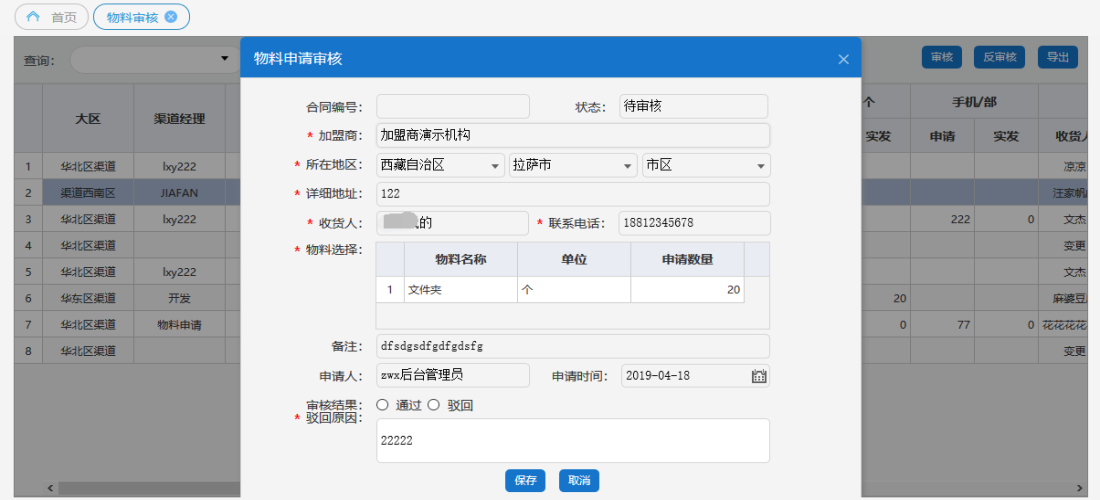 首页 物料审核
查询:
物料申请审核
审核 反审核 导出
合同编号:
状态: 待审核
* 加盟商: 加盟商演示机构
* 所在地区: 西藏自治区 拉萨市 市区
* 详细地址: 122
* 收货人: 的
* 联系电话: 18812345678
* 物料选择:
物料名称 单位 申请数量
1 文件夹 个 20
备注: dfsdgsdfgdfgdsfg
申请人: zwx后台管理员
申请时间: 2019-04-18
审核结果: 通过 驳回
* 驳回原因:
22222
保存 取消
大区 渠道经理 个 手机/部
实发 申请 实发 收货人
1 华北区渠道 lxy222 凉凉
2 渠道西南区 JIAFAN 汪家帆
3 华北区渠道 lxy222 222 0 文杰
4 华北区渠道 变更
5 华北区渠道 lxy222 文杰
6 华东区渠道 开发 20 麻婆豆
7 华北区渠道 物料申请 0 77 0 花花花花
8 华北区渠道 变更